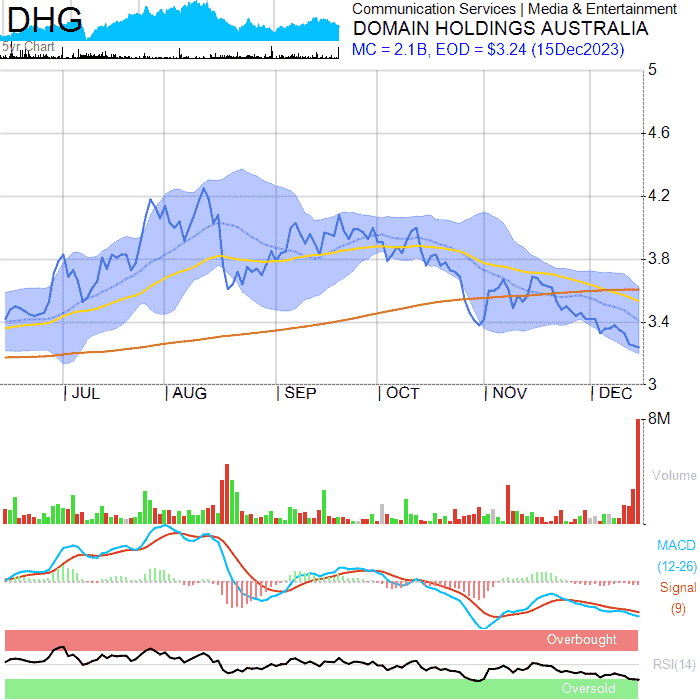 DHG
5yr Chart
Communication Services | Media & Entertainment
DOMAIN HOLDINGS AUSTRALIA
MC = 2.1B, EOD = $3.24 (15Dec2023)
5
4.6
4.2
3.8
3.4
3
JUL AUG SEP OCT NOV DEC
8M
Volume
MACD
(12-26)
Signal
(9)
Overbought
RSI(14)
Oversold